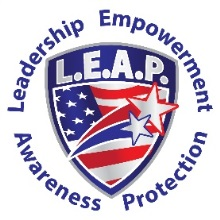 Leadership Empowerment
L.E.A.P.
Awareness Protection